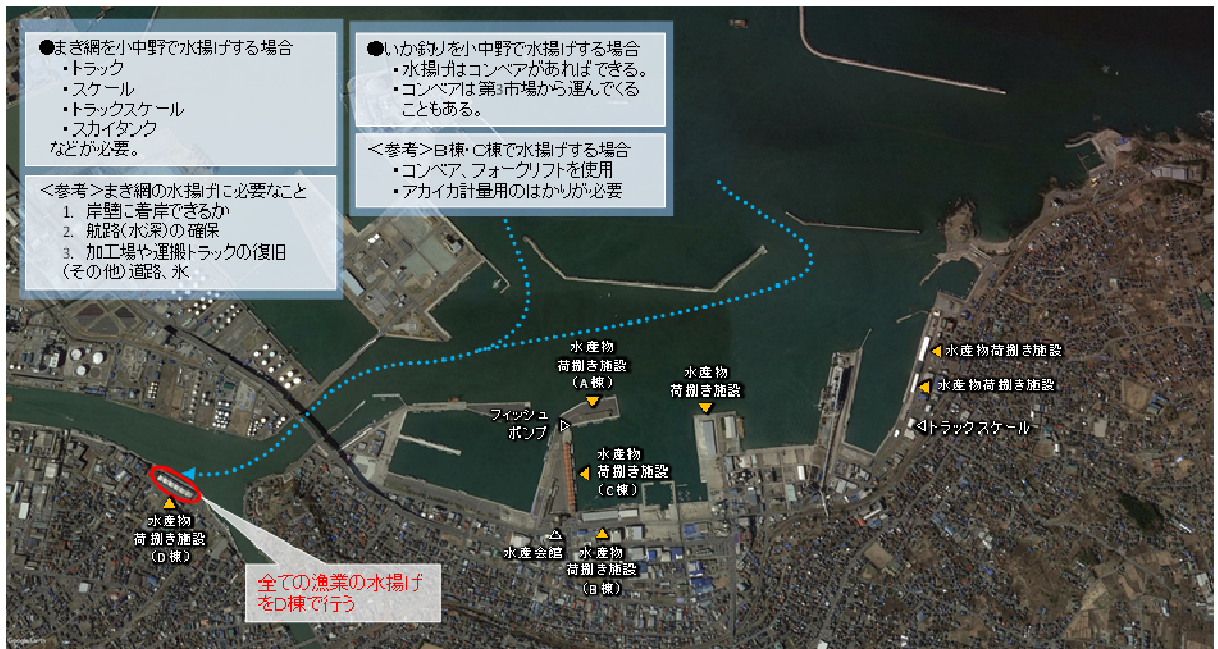 ●まき網を小中野で水揚げする場合
・トラック
・スケール
・トラックスケール
・スカイタンク
などが必要。
＜参考＞まき網の水揚げに必要なこと
1. 岸壁に着岸できるか
2. 航路(水深)の確保
3. 加工場や運搬トラックの復旧
(その他)道路、氷
●いか釣りを小中野で水揚げする場合
・水揚げはコンベアがあればできる。
・コンベアは第3市場から運んでくる
こともある。
＜参考＞B棟・C棟で水揚げする場合
・コンベア、フォークリフトを使用
・アカイカ計量用のはかりが必要
水産物
荷捌き施設
(A棟)
水産物
荷捌き施設
水産物荷捌き施設
水産物荷捌き施設
トラックスケール
フィッシュ
ポンプ
水産物
荷捌き施設
(C棟)
水産物
荷捌き施設
(D棟)
水産会館
水産物
荷捌き施設
(B棟)
全ての漁業の水揚げ
をD棟で行う
Google Earth